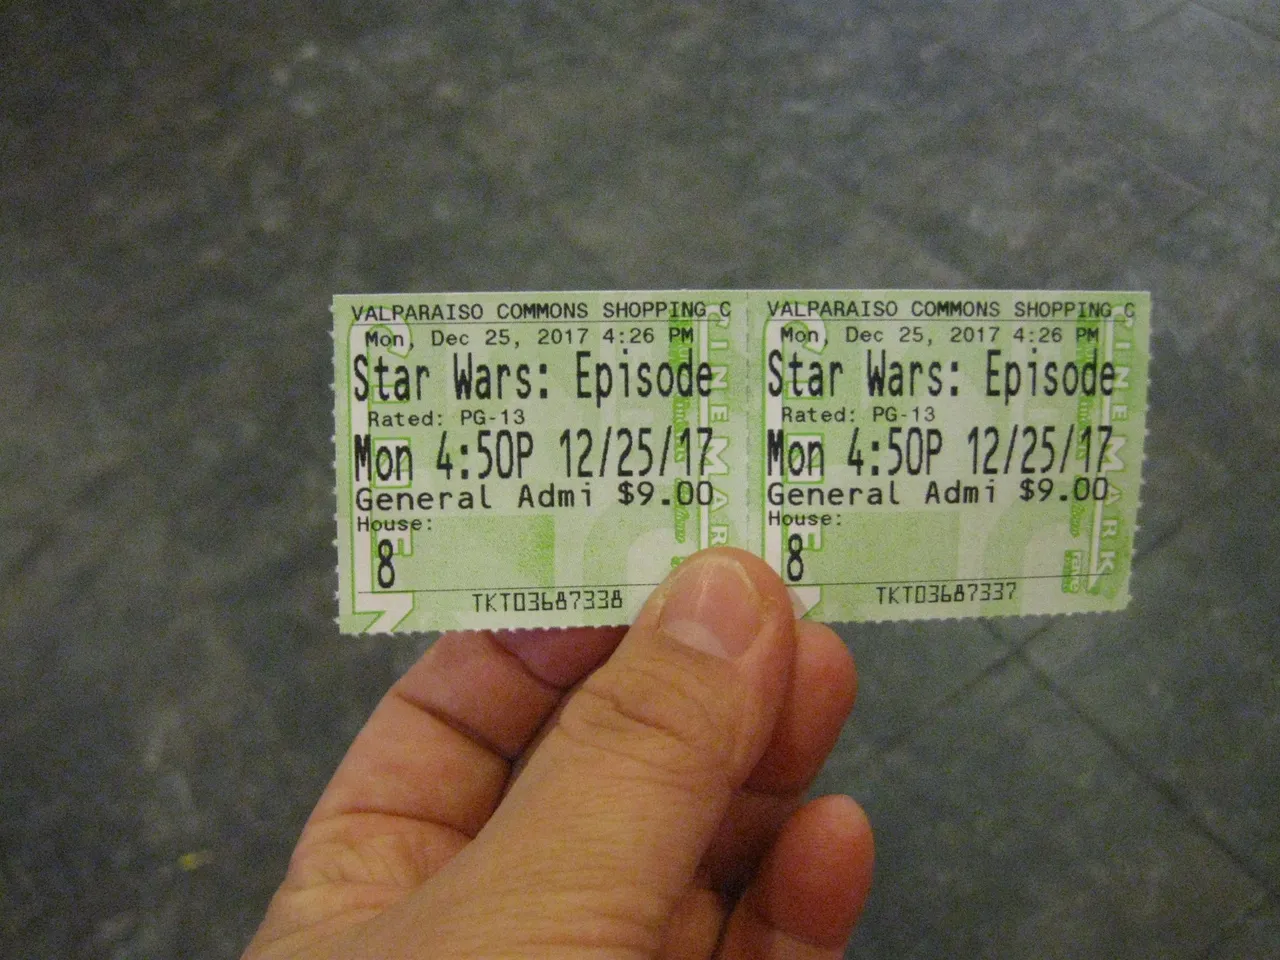 VALPARAISO COMMONS SHOPPING C
Mon, Dec 25, 2017 4:26 PM
Star Wars: Episode
Rated: PG-13
Mon 4:50P 12/25/17
General Admi $9.00
House:
8
TKT03687338
CINEMAR
VALPARAISO COMMONS SHOPPING C
Mon, Dec 25, 2017 4:26 PM
Star Wars: Episode
Rated: PG-13
Mon 4:50P 12/25/17
General Admi $9.00
House:
8
TKT03687337
CINEMARK